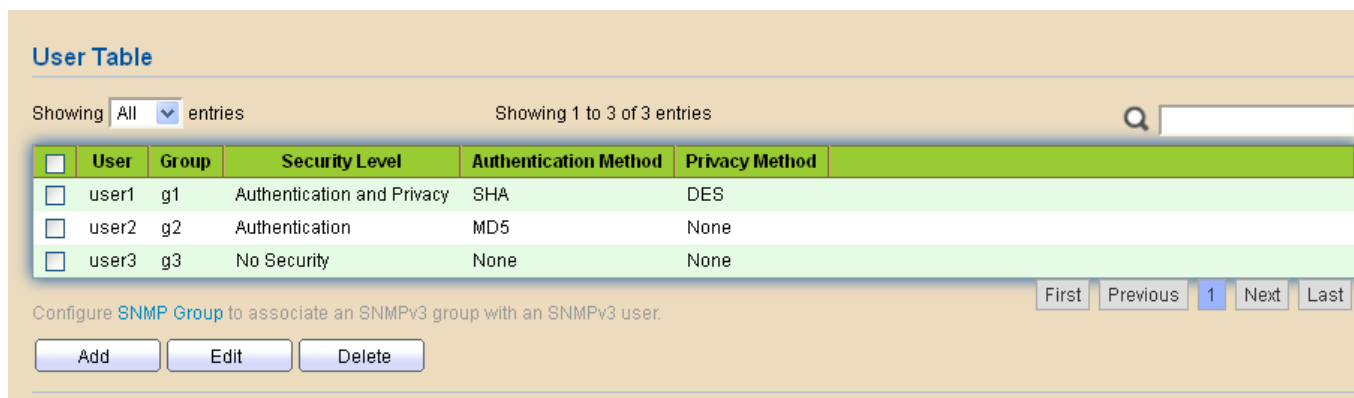 User Table
Showing All entries Showing 1 to 3 of 3 entries
User Group Security Level Authentication Method Privacy Method
user1 g1 Authentication and Privacy SHA DES
user2 g2 Authentication MD5 None
user3 g3 No Security None None
First Previous 1 Next Last
Configure SNMP Group to associate an SNMPv3 group with an SNMPv3 user.
Add Edit Delete